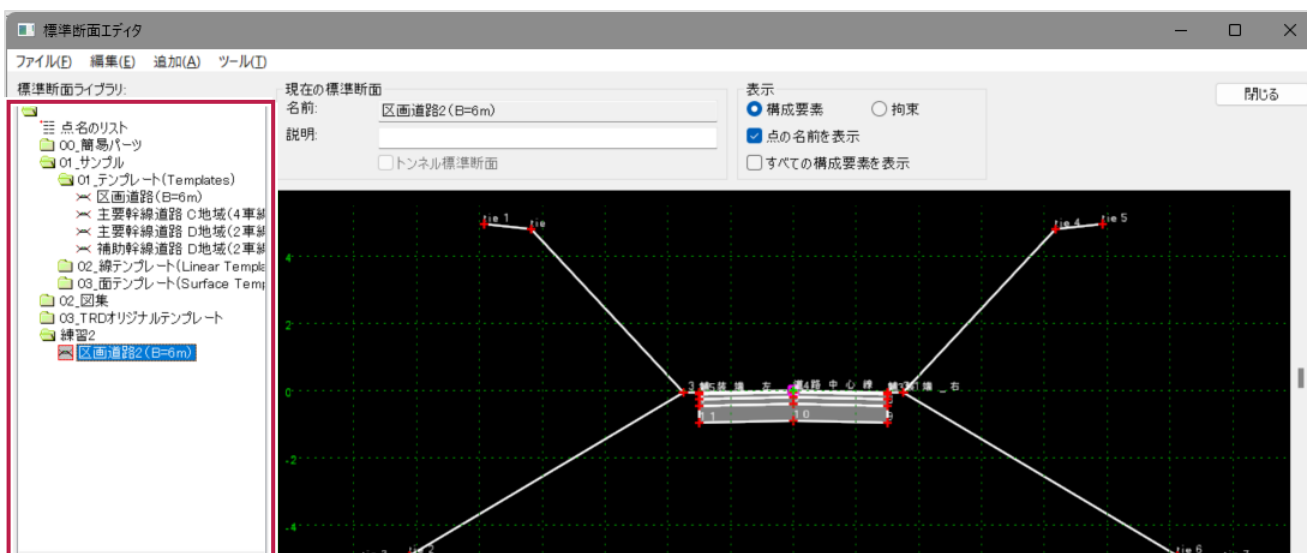 標準断面エディタ
ファイル(F) 編集(E) 追加(A) ツール(T)
標準断面ライブラリ:
点名のリスト
00_簡易パーツ
01_サンプル
01_テンプレート(Templates)
区画道路(B=6m)
主要幹線道路 C地域(4車線
主要幹線道路 D地域(2車線
補助幹線道路 D地域(2車線
02_線テンプレート(Linear Templa
03_面テンプレート(Surface Temp
02_図集
03_TRDオリジナルテンプレート
練習2
区画道路2(B=6m)
現在の標準断面
名前: 区画道路2(B=6m)
説明:
トンネル標準断面
表示
構成要素 拘束
点の名前を表示
すべての構成要素を表示
閉じる
tie 1 tie tie 4 tie 5
4
2
0
-2
-4
道路中心線
11 10 9
tie 2 tie 6